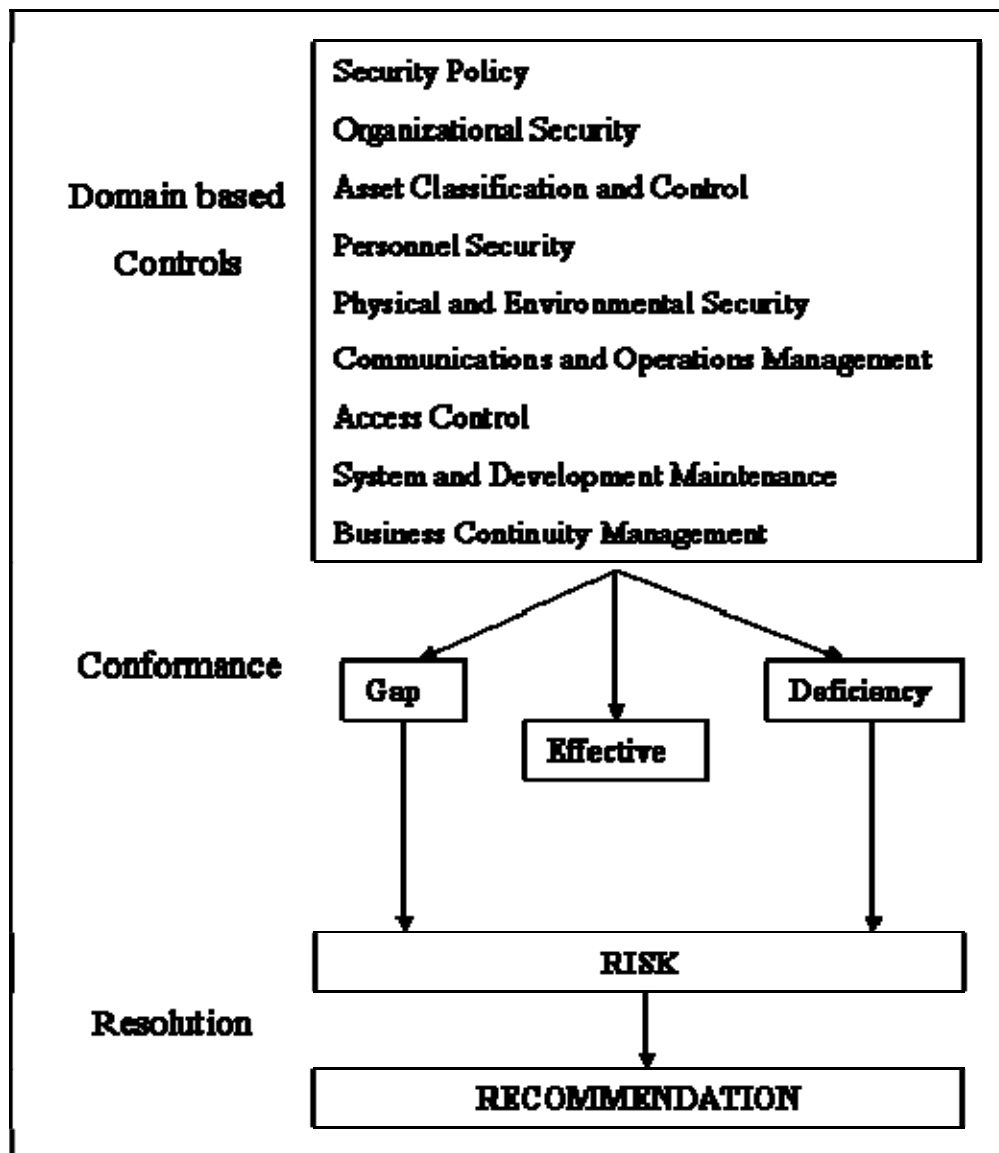 Security Policy
Organizational Security
Asset Classification and Control
Domain based
Controls
Personnel Security
Physical and Environmental Security
Communications and Operations Management
Access Control
System and Development Maintenance
Business Continuity Management
Conformance
Gap
Deficiency
Effective
RISK
Resolution
RECOMMENDATION